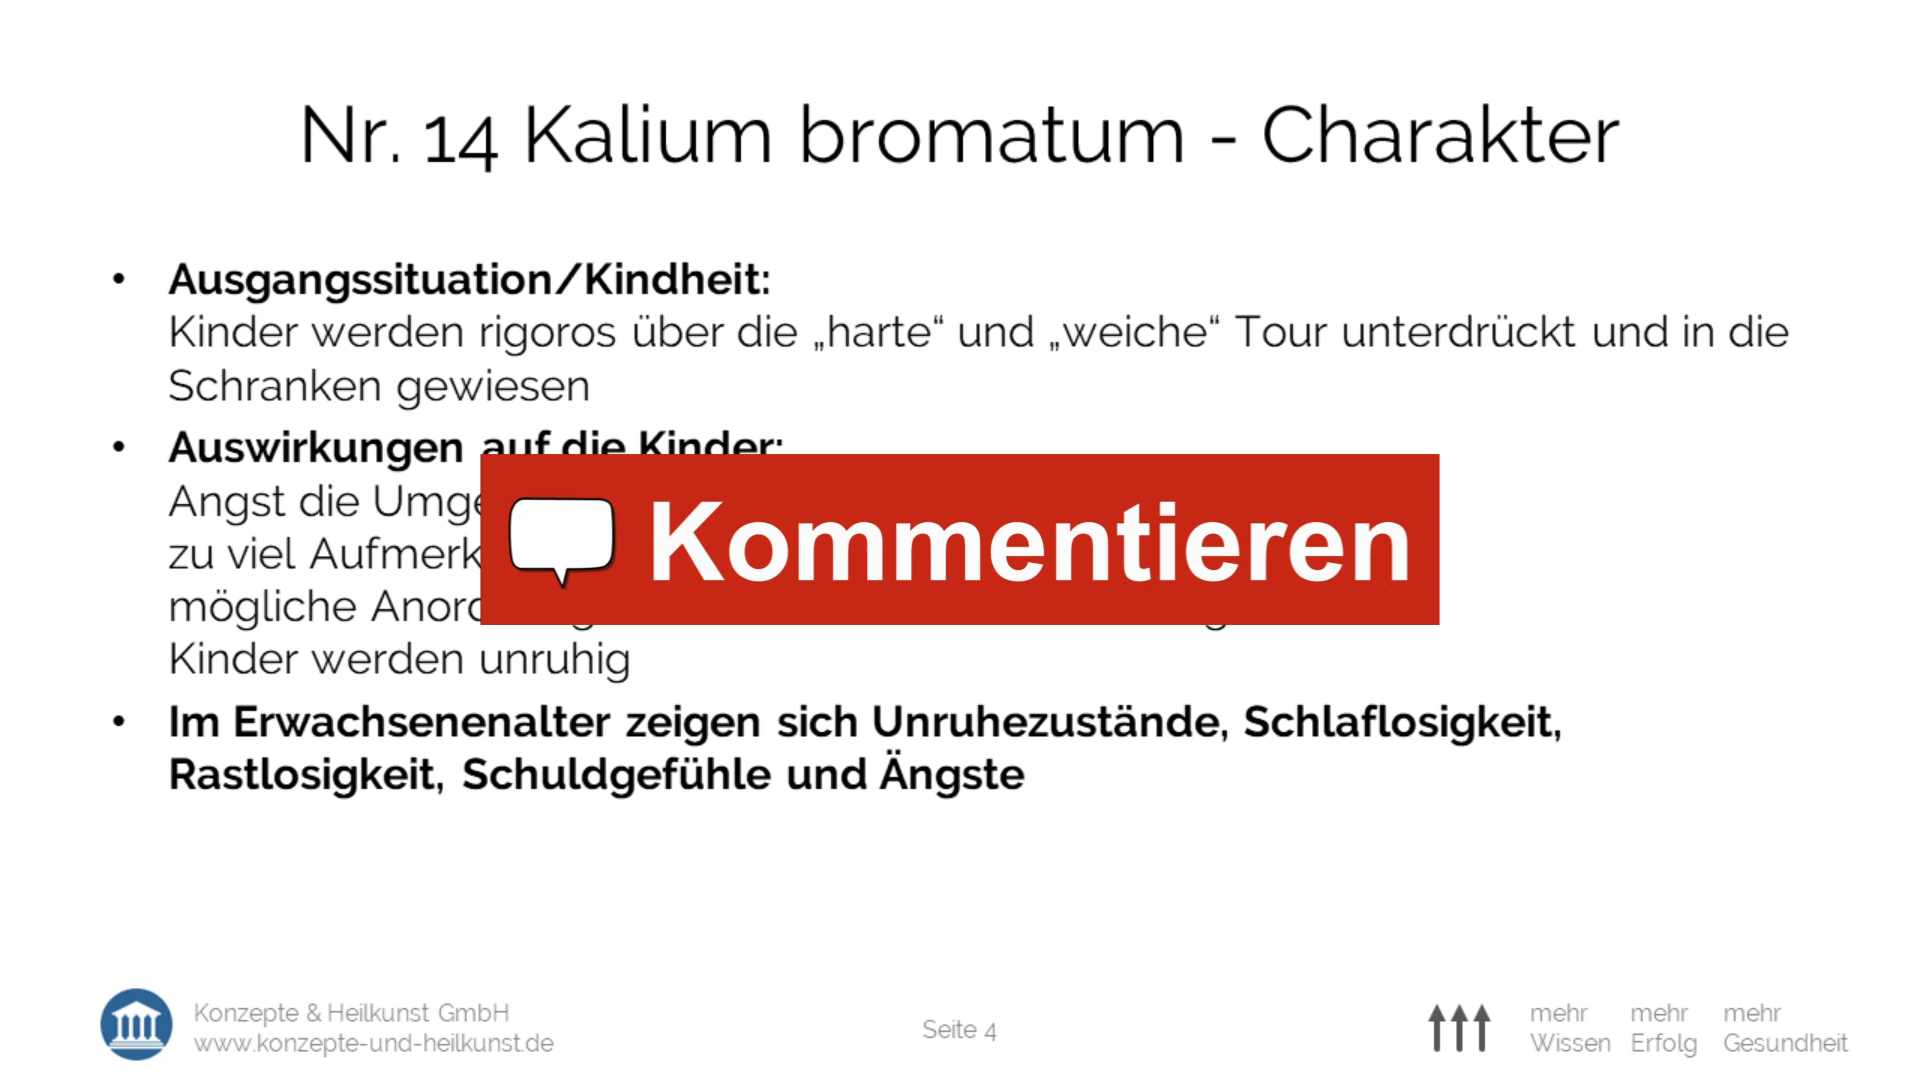 Nr. 14 Kalium bromatum - Charakter
• Ausgangssituation/Kindheit:
Kinder werden rigoros über die „harte“ und „weiche“ Tour unterdrückt und in die
Schranken gewiesen
• Auswirkungen auf die Kinder:
Angst die
zu viel
Kommentieren
mögliche
Kinder werden unruhig
• Im Erwachsenenalter zeigen sich Unruhezustände, Schlaflosigkeit,
Rastlosigkeit, Schuldgefühle und Ängste
Konzepte & Heilkunst GmbH
www.konzepte-und-heilkunst.de
Seite 4
mehr mehr mehr
Wissen Erfolg Gesundheit